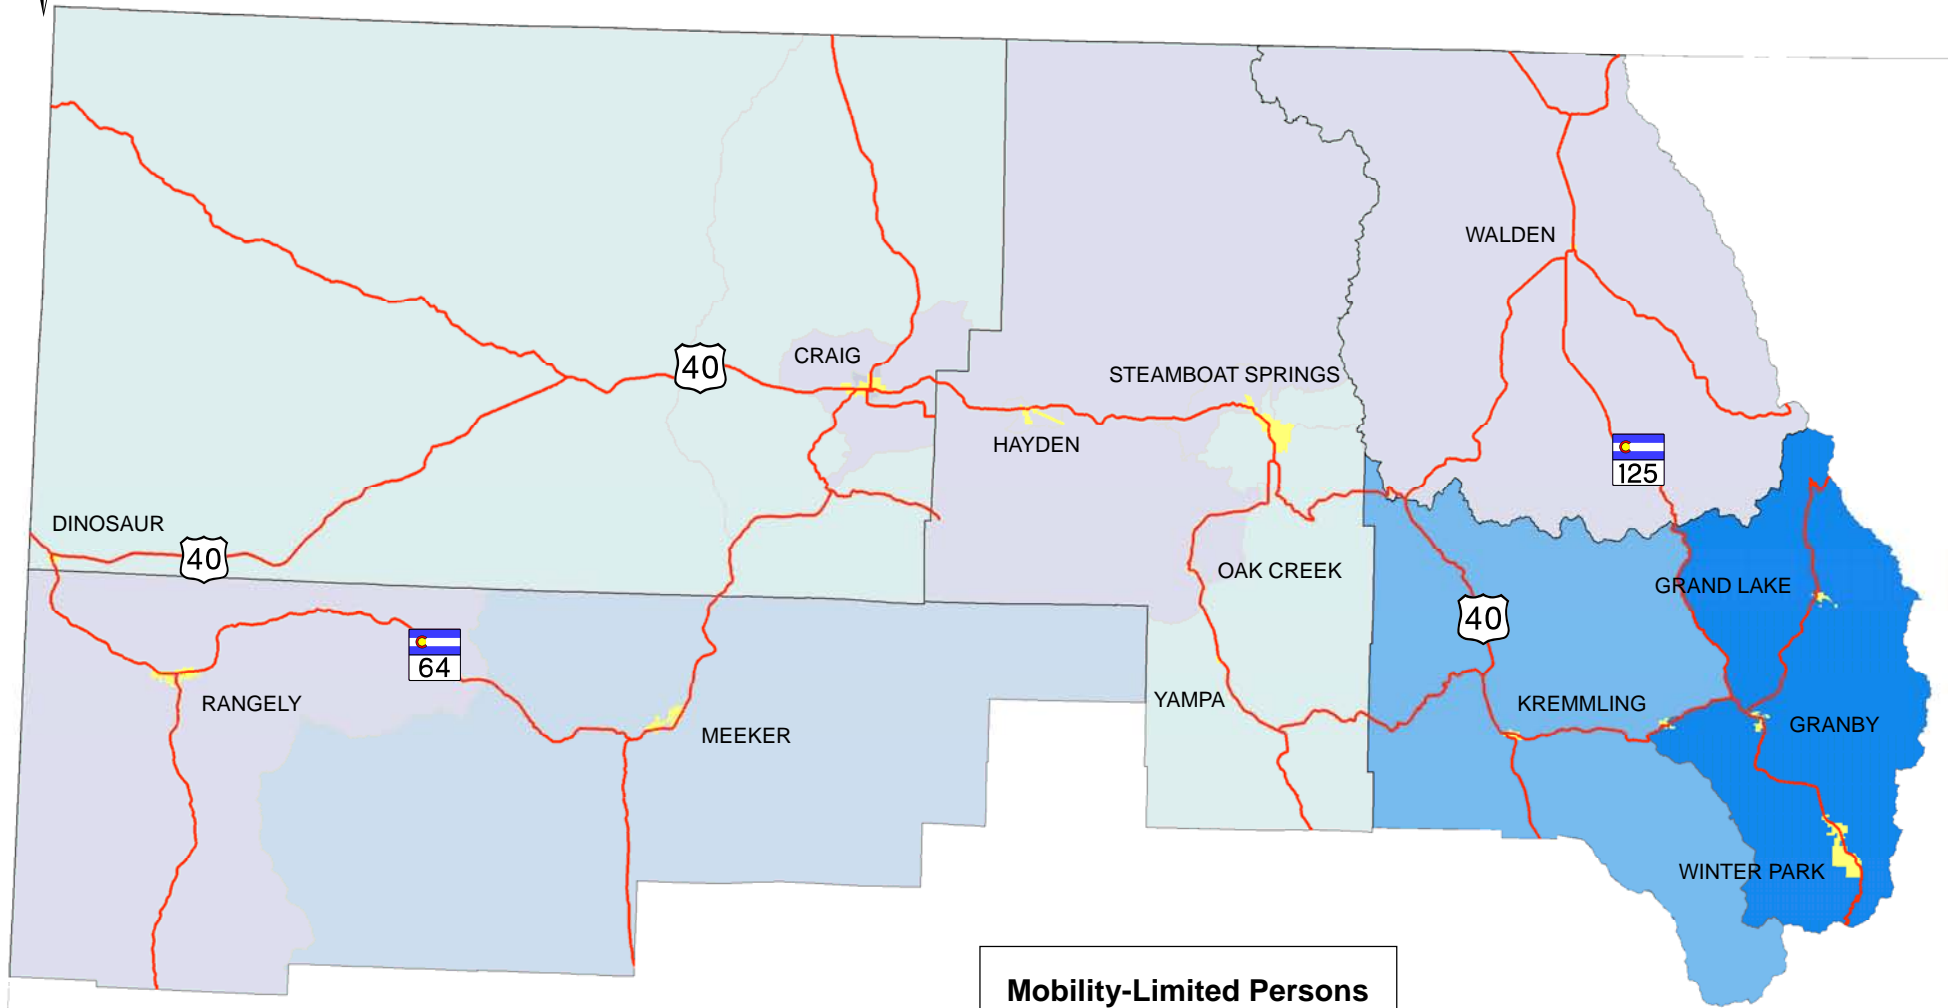 WALDEN
CRAIG
40
STEAMBOAT SPRINGS
HAYDEN
125
DINOSAUR
40
OAK CREEK
GRAND LAKE
40
64
RANGELY
YAMPA
KREMMLING
MEEKER
GRANBY
WINTER PARK
Mobility-Limited Persons